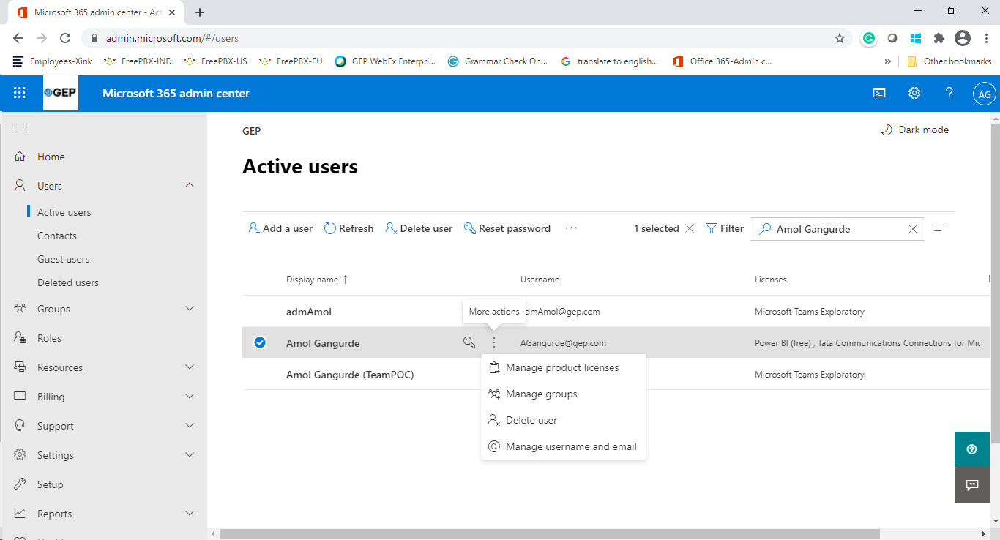 Microsoft 365 admin center - Act
admin.microsoft.com/#/users
Employees-Xink FreePBX-IND FreePBX-US FreePBX-EU GEP WebEx Enterpri... Grammar Check On... translate to english... Office 365-Admin c... » Other bookmarks
GEP Microsoft 365 admin center AG
GEP Dark mode
Active users
Home
Users
Active users
Contacts
Guest users
Deleted users
Groups
Roles
Resources
Billing
Support
Settings
Setup
Reports
Add a user Refresh Delete user Reset password ... 1 selected Filter Amol Gangurde
Display name ↑ Username Licenses
admAmol More actions dmAmol@gep.com Microsoft Teams Exploratory
Amol Gangurde AGangurde@gep.com Power BI (free) , Tata Communications Connections for Mic
Amol Gangurde (TeamPOC) Microsoft Teams Exploratory
Manage product licenses
Manage groups
Delete user
Manage username and email